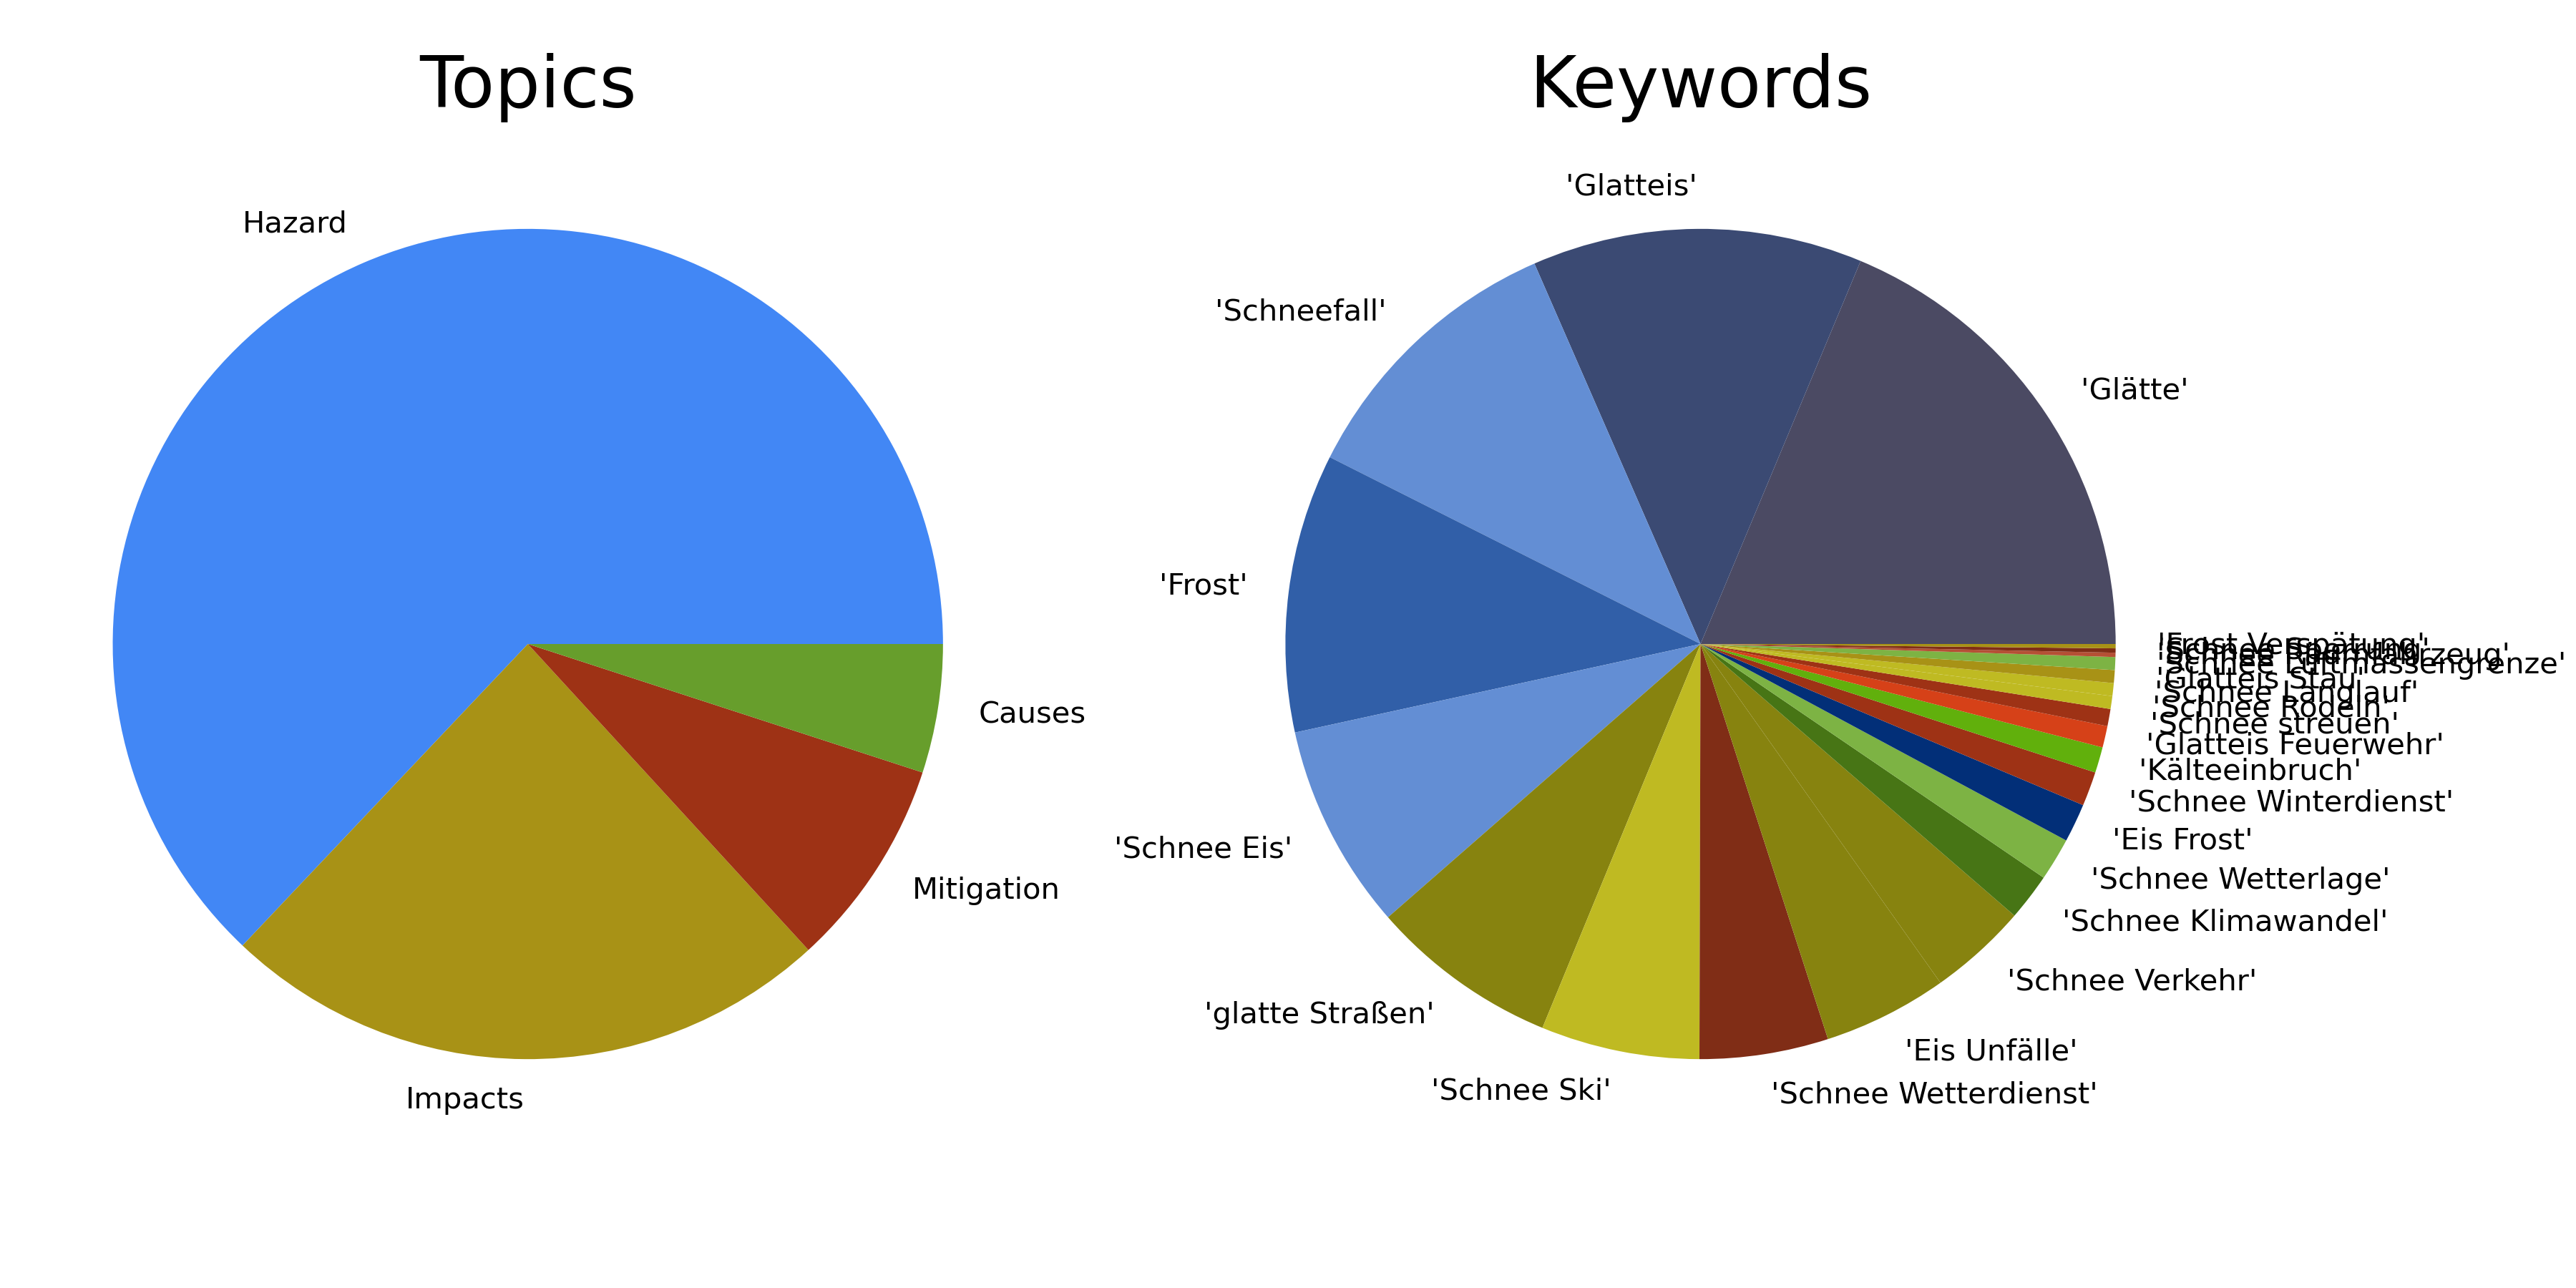 Topics
Hazard
Causes
Mitigation
Impacts
Keywords
'Glatteis'
'Schneefall'
'Glätte'
'Frost'
'Schnee Eis'
'glatte Straßen'
'Schnee Ski'
'Schnee Wetterdienst'
'Eis Unfälle'
'Schnee Verkehr'
'Schnee Klimawandel'
'Schnee Wetterlage'
'Eis Frost'
'Schnee Winterdienst'
'Kälteeinbruch'
'Glatteis Feuerwehr'
'Schnee streuen'
'Schnee Rodeln'
'Schnee Langlauf'
'Glatteis Stau'
'Schnee Luftmassengrenze'
'Frost Verspätung'